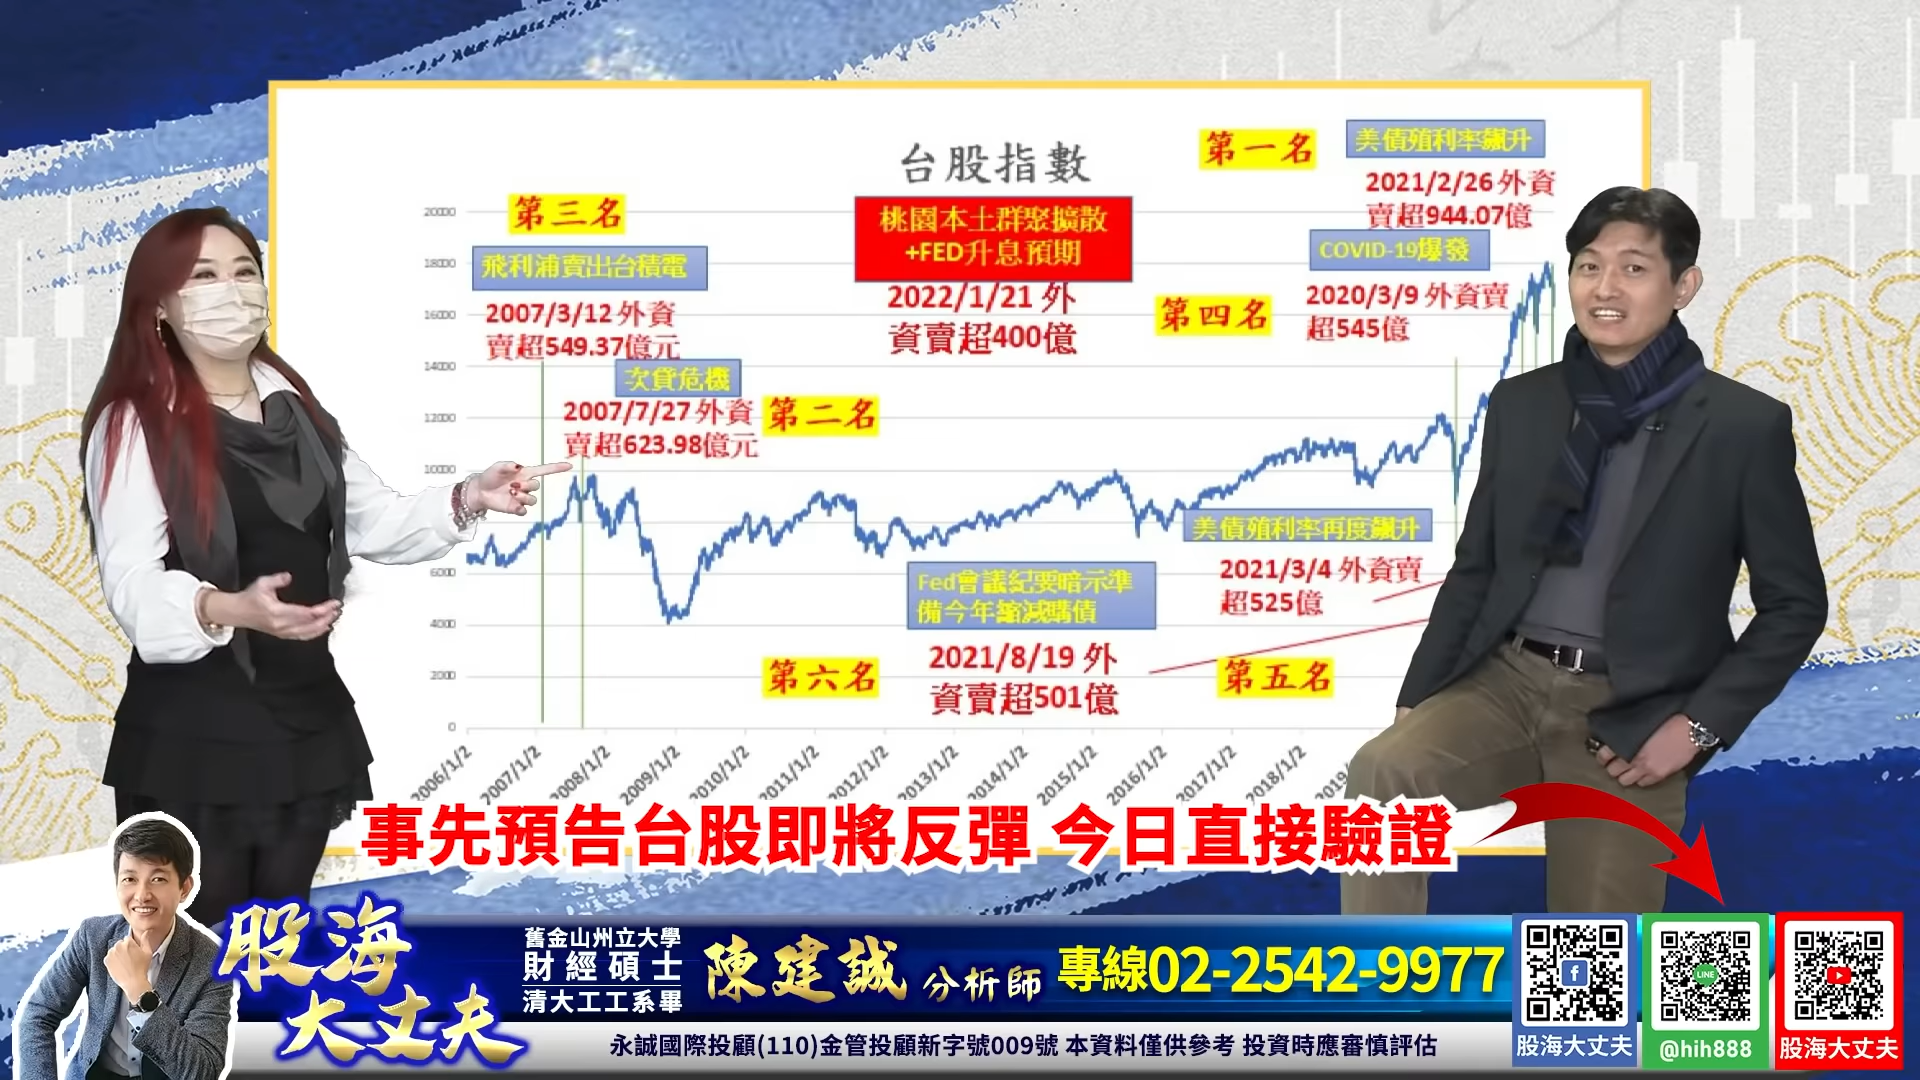 台股指數
第一名
美債殖利率飆升
2021/2/26 外資
賣超944.07億
第三名
飛利浦賣出台積電
2007/3/12 外資
賣超549.37億元
桃園本土群聚擴散
+FED升息預期
2022/1/21 外
資賣超400億
第四名
COVID-19爆發
2020/3/9 外資賣
超545億
次貸危機
2007/7/27 外資
賣超623.98億元
第二名
美債殖利率再度飆升
2021/3/4 外資賣
超525億
第五名
Fed會議紀要暗示準
備今年縮減購債
2021/8/19 外
資賣超501億
第六名
20000
18000
16000
14000
12000
10000
6000
4000
2000
0
2006/1/2
2007/1/2
2008/1/2
2009/1/2
2010/1/2
2011/1/2
2012/1/2
2013/1/2
2014/1/2
2015/1/2
2016/1/2
2017/1/2
2018/1/2
2019/
事先預告台股即將反彈 今日直接驗證
股海
大丈夫
舊金山州立大學
財經碩士
清大工工系畢
陳建誠 分析師
專線02-2542-9977
永誠國際投顧(110)金管投顧新字號009號 本資料僅供參考 投資時應審慎評估
股海大丈夫
LINE
@hih888
股海大丈夫